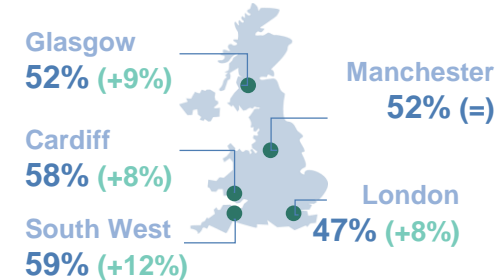 Glasgow
52% (+9%)
Manchester
52% (=)
Cardiff
58% (+8%)
London
47% (+8%)
South West
59% (+12%)